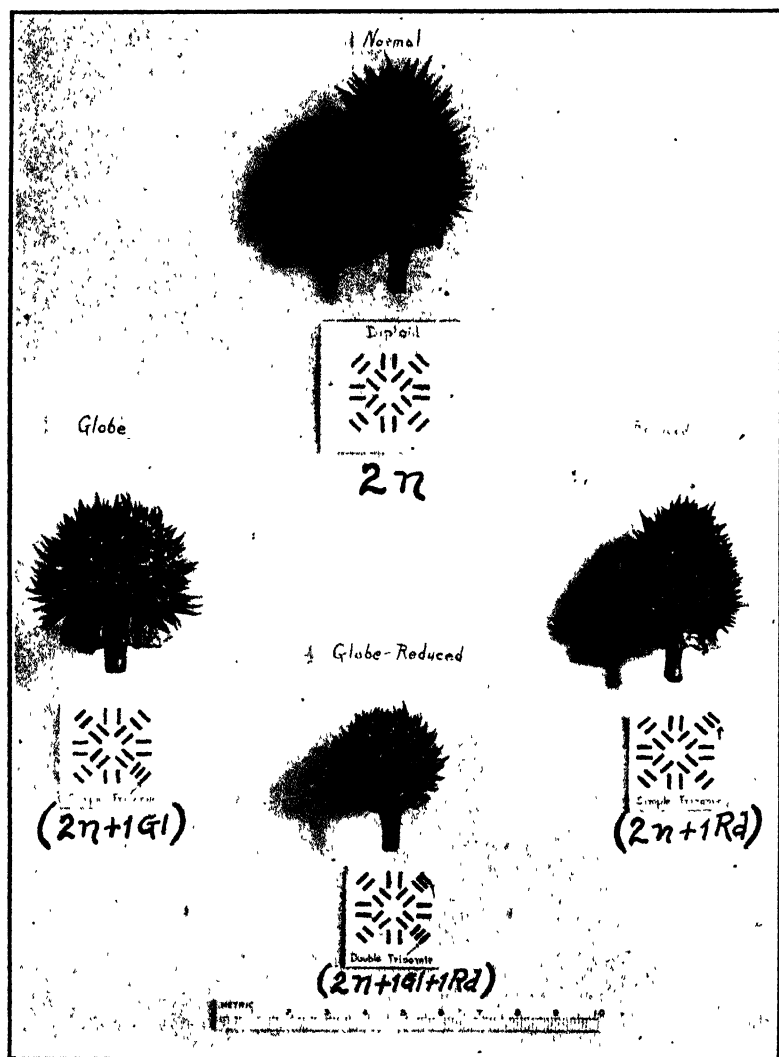 Normal
Diploid
2n
Globe
Globe-Reduced
Simple Trisomic
(2n+1Gl)
(2n+1Rd)
Double Trisomic
(2n+1Gl+1Rd)
METRIC